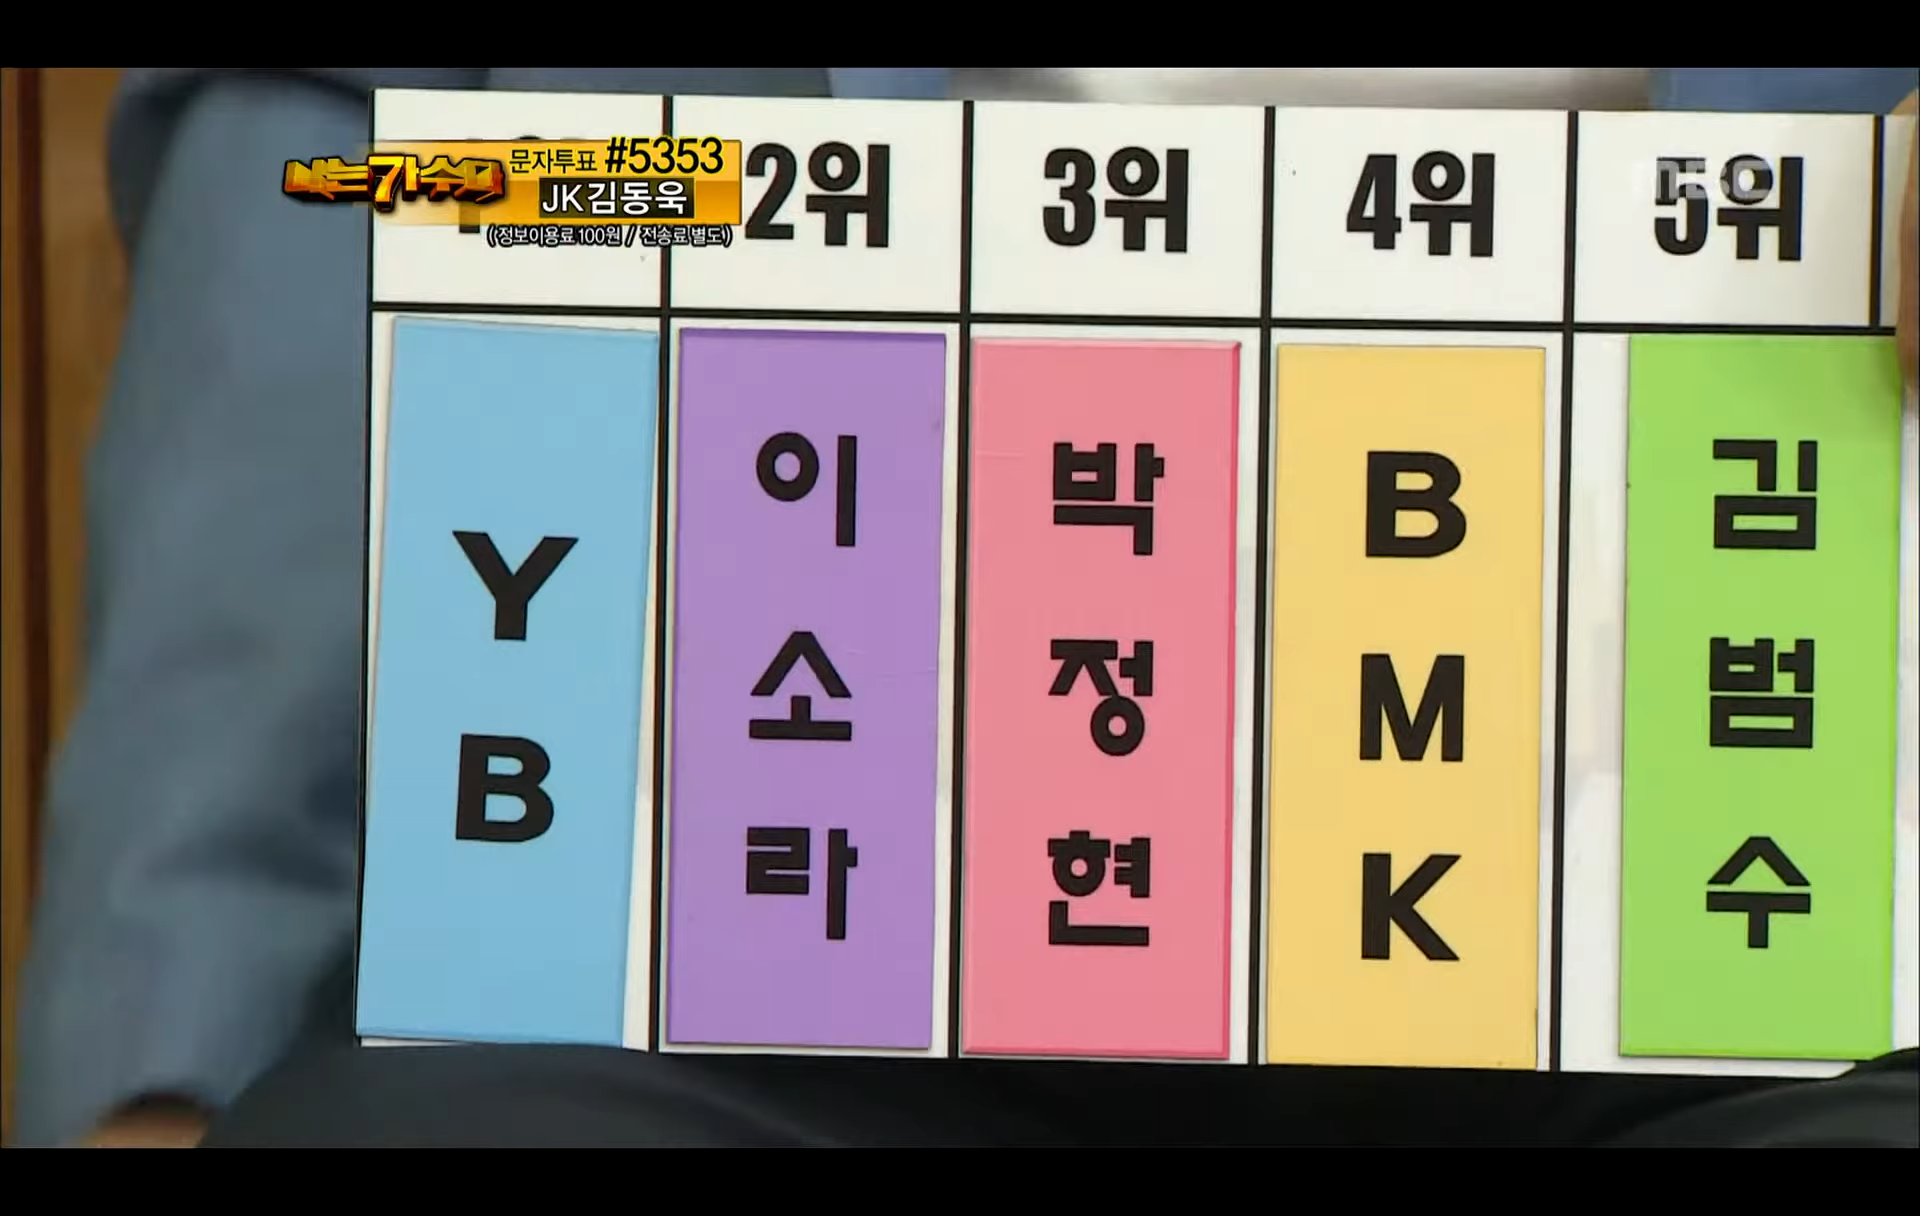 나는 가수다
문자투표 #5353
JK김동욱
(정보이용료100원 / 전송료별도)
2위 3위 4위 5위
MBC
YB
이소라
박정현
BMK
김범수